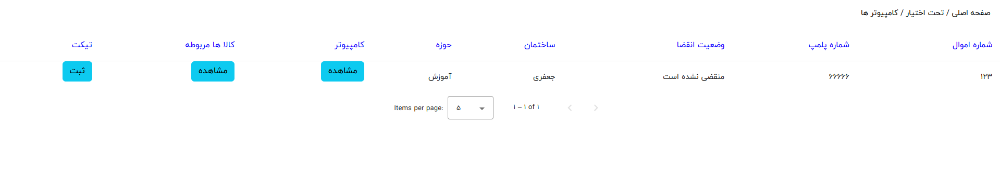 صفحه اصلی / تحت اختیار / کامپیوتر ها
شماره اموال شماره پلمپ وضعیت انقضا ساختمان حوزه کامپیوتر کالا ها مربوطه تیکت
۱۲۳ ۶۶۶۶۶ منقضی نشده است جعفری آموزش مشاهده مشاهده ثبت
Items per page: ۵ ۱ – ۱ of ۱